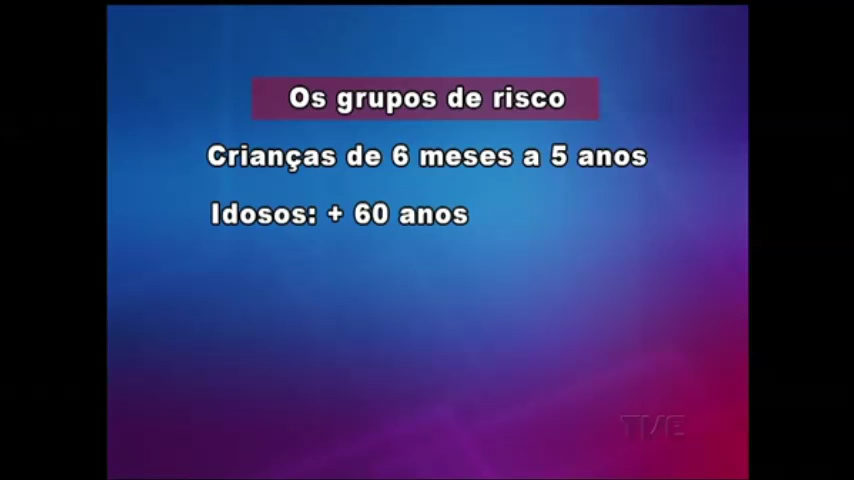 Os grupos de risco
Crianças de 6 meses a 5 anos
Idosos: + 60 anos
TVE